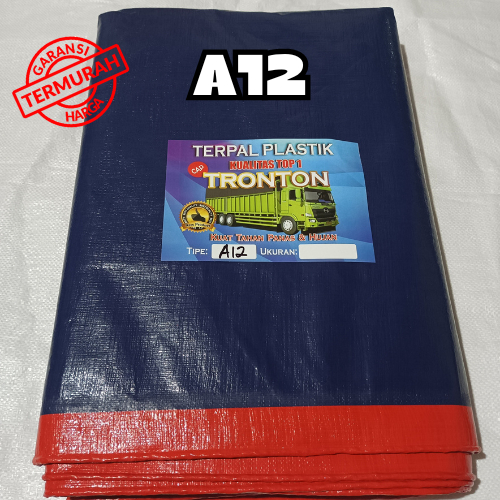 GARANSI
TERMURAH
HARGA
A12
TERPAL PLASTIK
KUALITAS TOP 1
CAP
TRONTON
KUAT TAHAN PANAS & HUJAN
TIPE: A12 UKURAN: